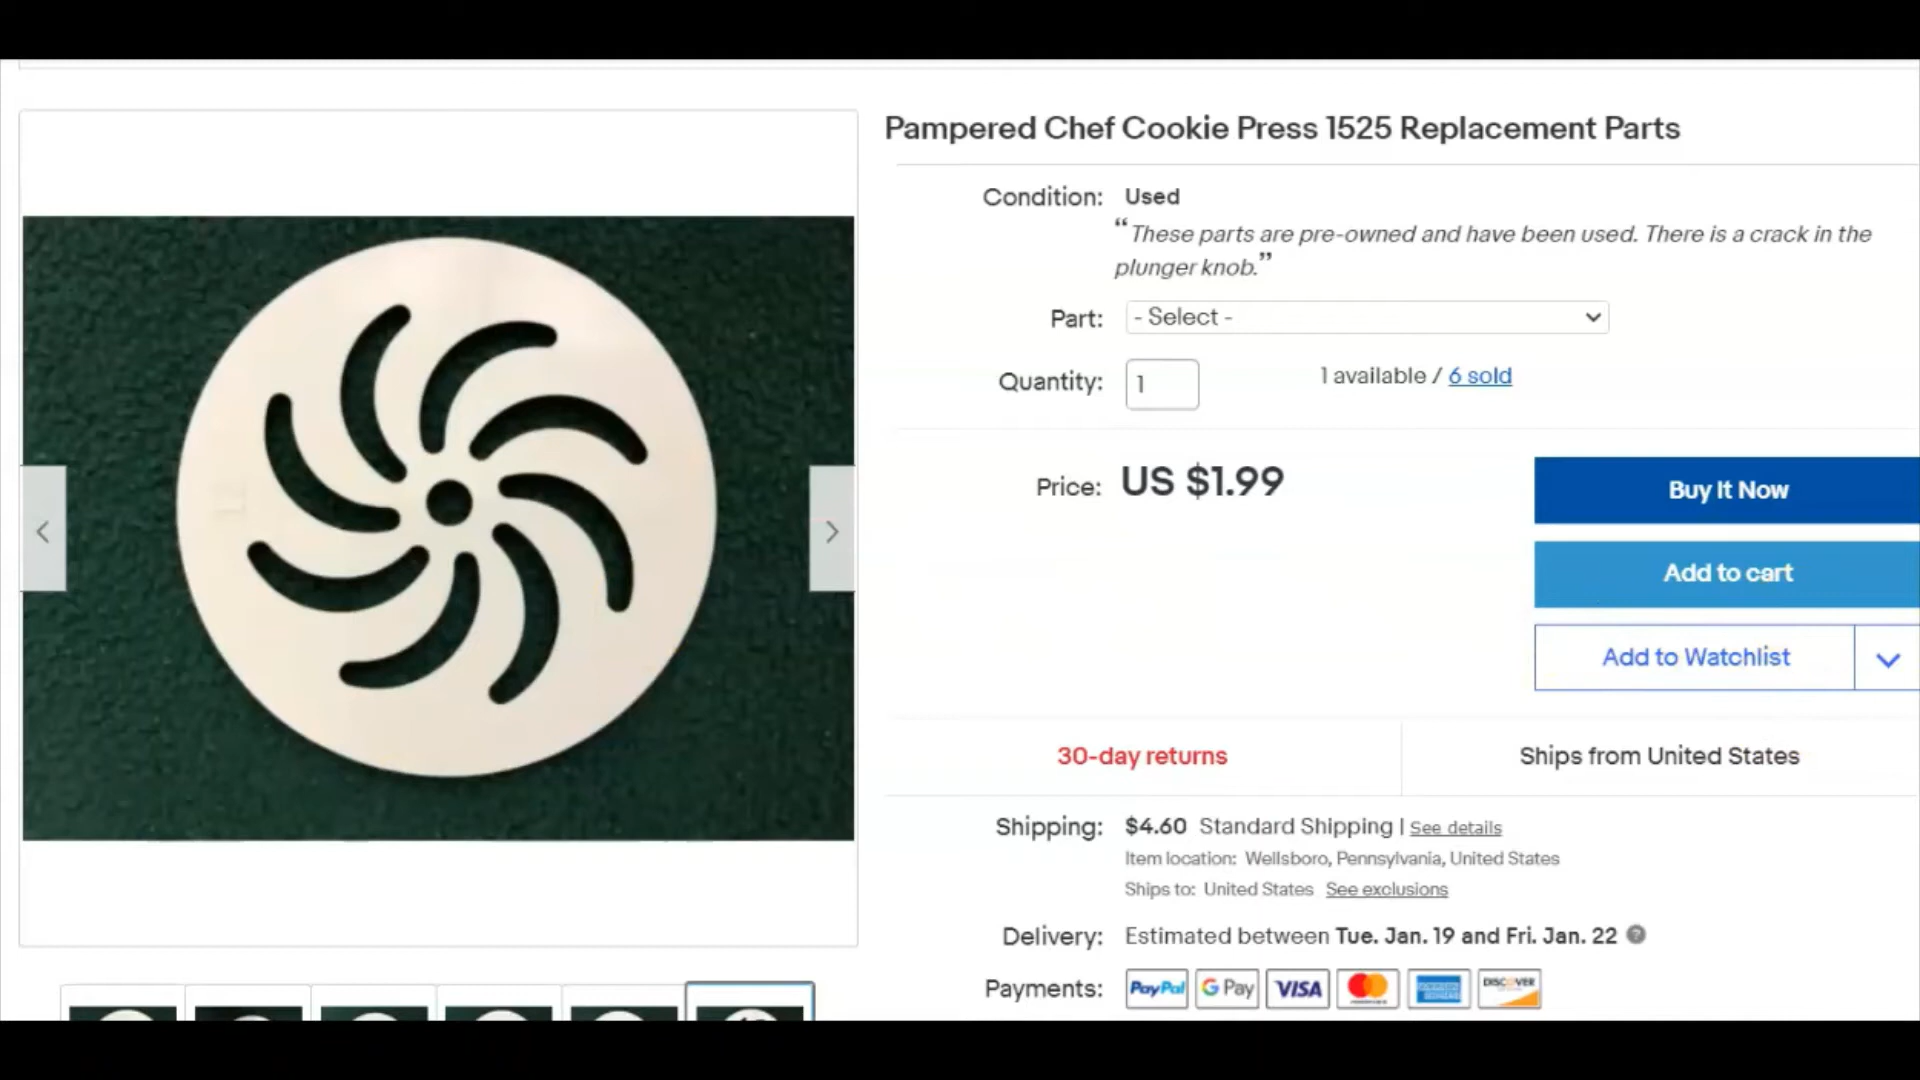 Pampered Chef Cookie Press 1525 Replacement Parts
Condition: Used
“These parts are pre-owned and have been used. There is a crack in the
plunger knob.”
Part: - Select -
Quantity: 1 1 available / 6 sold
Price: US $1.99
Buy It Now
Add to cart
Add to Watchlist
30-day returns Ships from United States
Shipping: $4.60 Standard Shipping | See details
Item location: Wellsboro, Pennsylvania, United States
Ships to: United States See exclusions
Delivery: Estimated between Tue. Jan. 19 and Fri. Jan. 22 ?
Payments: PayPal G Pay VISA DISCOVER